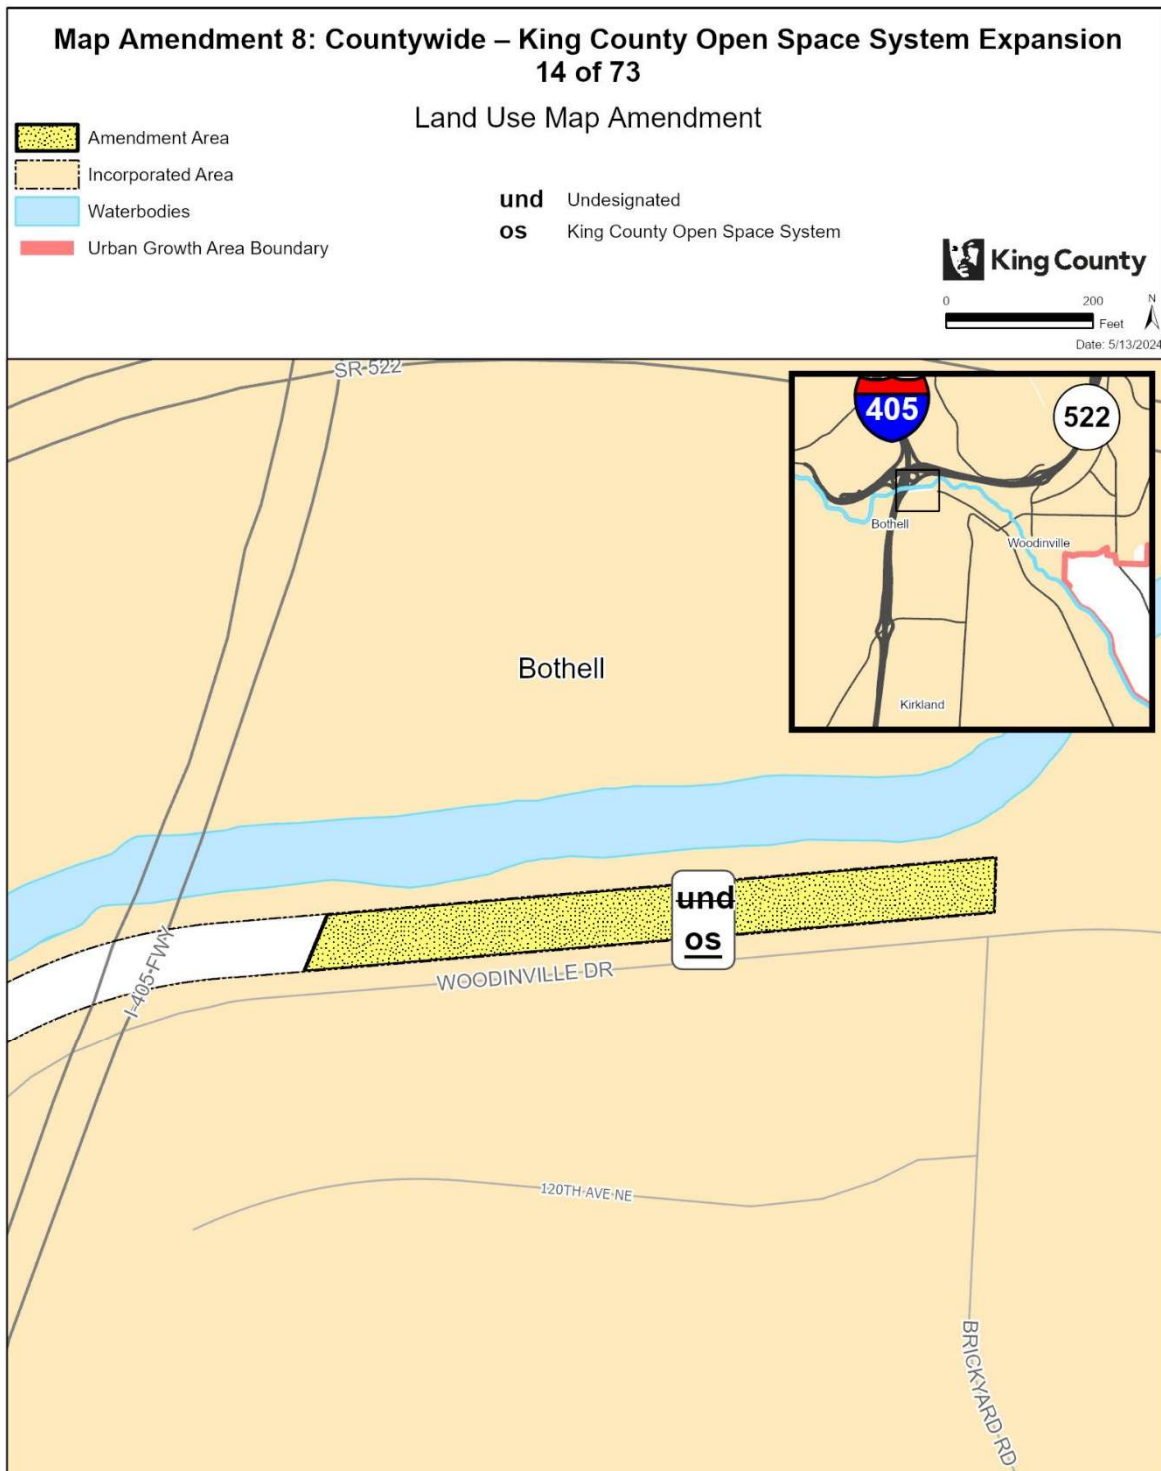 Map Amendment 8: Countywide – King County Open Space System Expansion
14 of 73
Land Use Map Amendment
Amendment Area
Incorporated Area
Waterbodies
Urban Growth Area Boundary
und Undesignated
os King County Open Space System
King County
0 200
Feet
N
Date: 5/13/2024
SR 522
405
522
Bothell
Woodinville
Kirkland
Bothell
und
os
I-405 FWY
WOODINVILLE DR
120TH AVE NE
BRICKYARD RD